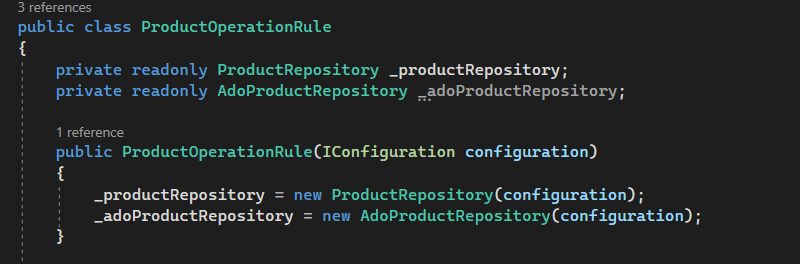 3 references
public class ProductOperationRule
{
private readonly ProductRepository _productRepository;
private readonly AdoProductRepository _adoProductRepository;
1 reference
public ProductOperationRule(IConfiguration configuration)
{
_productRepository = new ProductRepository(configuration);
_adoProductRepository = new AdoProductRepository(configuration);
}